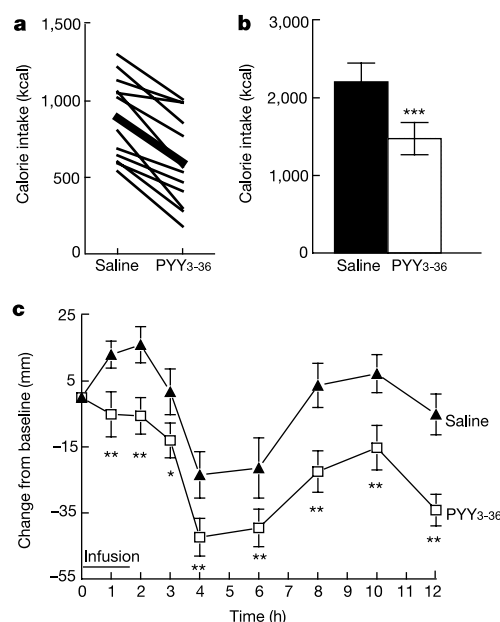 a
Calorie intake (kcal)
1,500
1,000
500
0
Saline PYY3-36
b
Calorie intake (kcal)
3,000
2,000
1,000
0
***
Saline PYY3-36
c
Change from baseline (mm)
25
5
–15
–35
–55
Saline
PYY3-36
** ** * ** ** ** ** **
Infusion
0 1 2 3 4 5 6 7 8 9 10 11 12
Time (h)